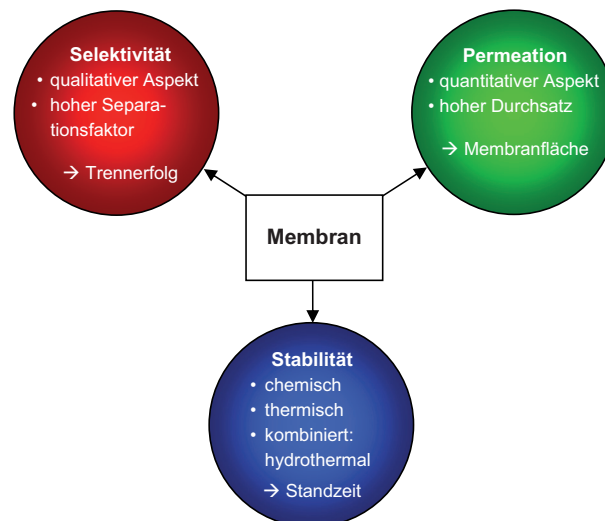 Selektivität
• qualitativer Aspekt
• hoher Separa-
tionsfaktor
→ Trennerfolg
Permeation
• quantitativer Aspekt
• hoher Durchsatz
→ Membranfläche
Membran
Stabilität
• chemisch
• thermisch
• kombiniert:
hydrothermal
→ Standzeit